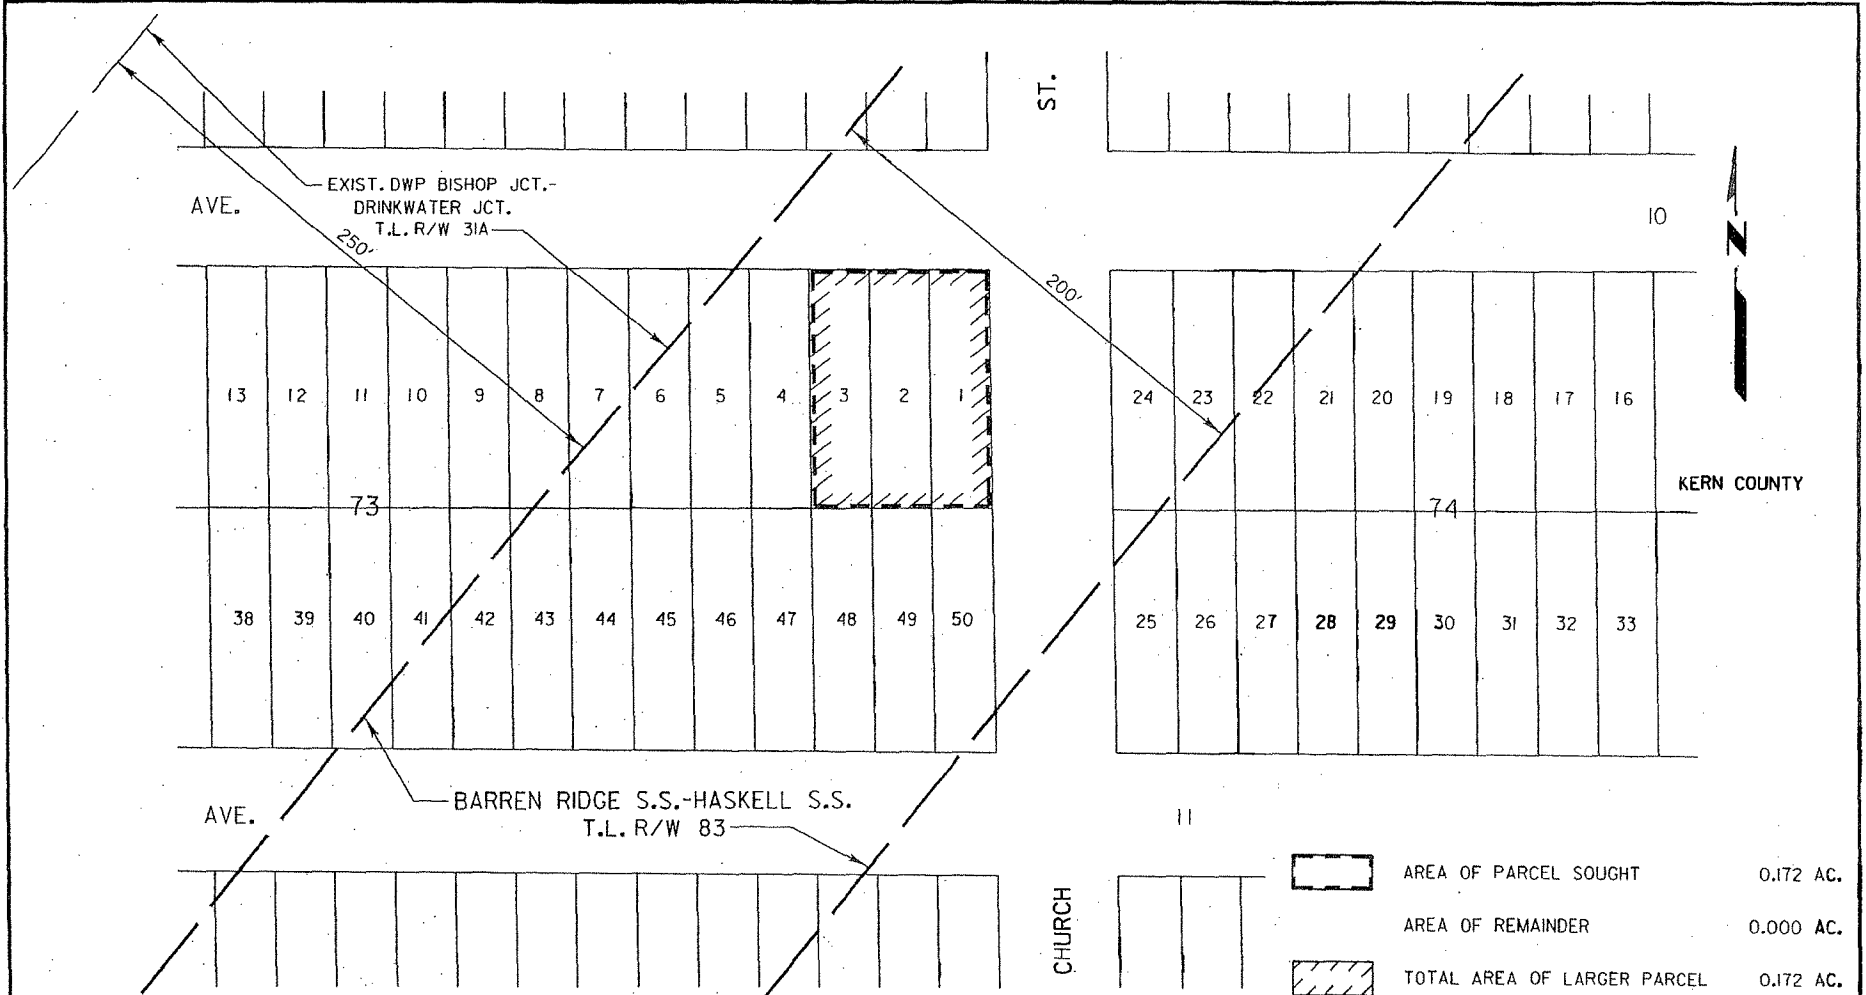 ST.
EXIST. DWP BISHOP JCT.-
DRINKWATER JCT.
T.L. R/W 31A
AVE.
250'
10
N
200'
13 12 11 10 9 8 7 6 5 4 3 2 1
24 23 22 21 20 19 18 17 16
KERN COUNTY
73
74
38 39 40 41 42 43 44 45 46 47 48 49 50
25 26 27 28 29 30 31 32 33
BARREN RIDGE S.S.-HASKELL S.S.
T.L. R/W 83
AVE.
11
CHURCH
AREA OF PARCEL SOUGHT 0.172 AC.
AREA OF REMAINDER 0.000 AC.
TOTAL AREA OF LARGER PARCEL 0.172 AC.